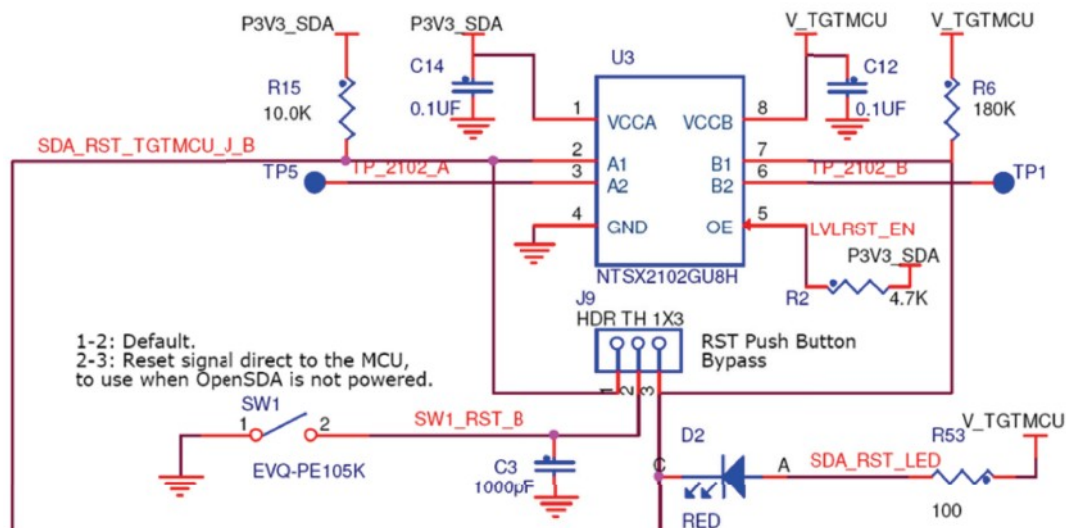 P3V3_SDA
P3V3_SDA
V_TGTMCU
V_TGTMCU
U3
C14
C12
R15
R6
10.0K
0.1UF
1
VCCA
VCCB
8
0.1UF
180K
SDA_RST_TGTMCU_J_B
2
A1
B1
7
TP5
TP_2102_A
3
A2
B2
6
TP_2102_B
TP1
4
GND
OE
5
LVLRST_EN
P3V3_SDA
NTSX2102GU8H
R2
4.7K
J9
HDR TH 1X3
1-2: Default.
2-3: Reset signal direct to the MCU,
to use when OpenSDA is not powered.
RST Push Button
Bypass
1
2
3
SW1
1
2
SW1_RST_B
EVQ-PE105K
C3
1000pF
D2
C
A
RED
SDA_RST_LED
R53
100
V_TGTMCU